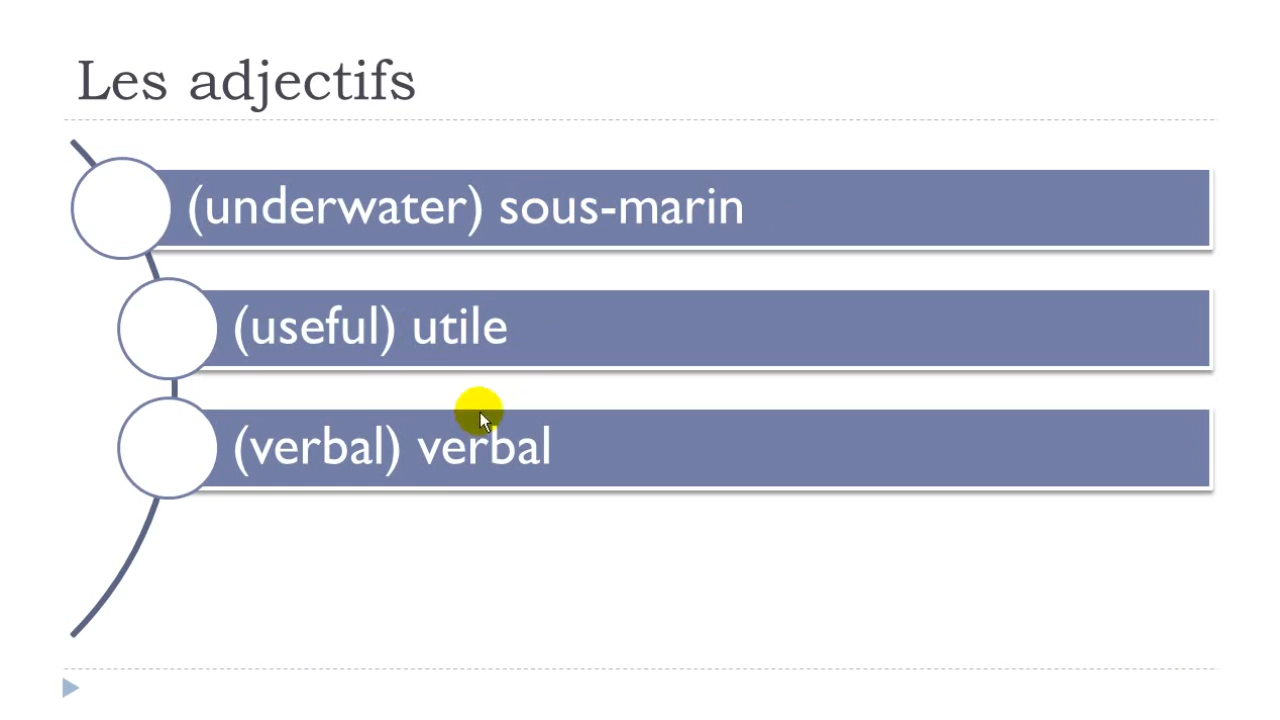 Les adjectifs
(underwater) sous-marin
(useful) utile
(verbal) verbal